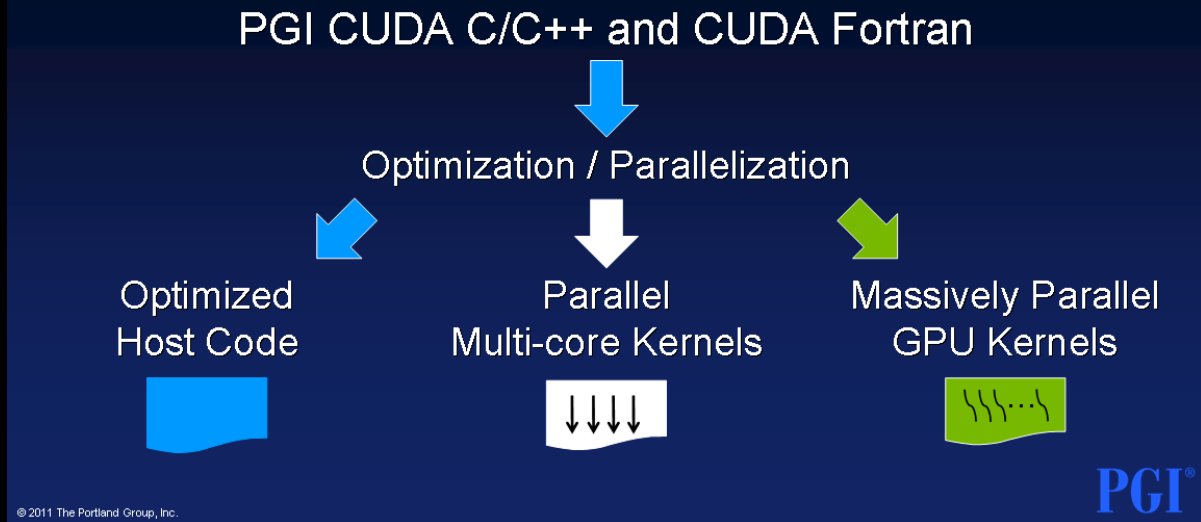 PGI CUDA C/C++ and CUDA Fortran
Optimization / Parallelization
Optimized
Host Code
Parallel
Multi-core Kernels
Massively Parallel
GPU Kernels
PGI®
© 2011 The Portland Group, Inc.